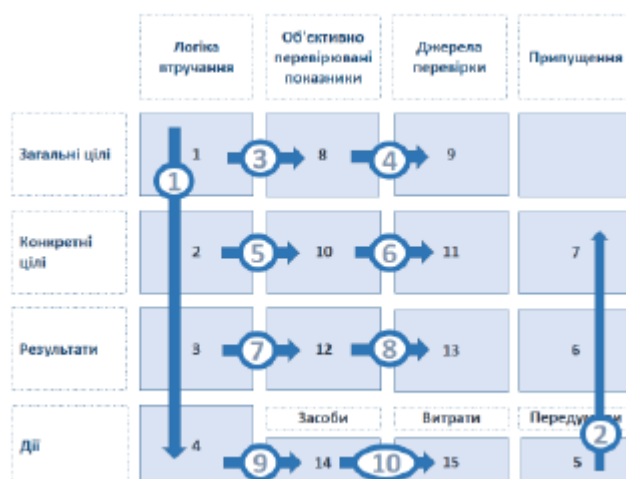 Логіка
втручання
Об'єктивно
перевірювані
показники
Джерела
перевірки
Припущення
Загальні цілі
1
3
8
4
9
1
Конкретні
цілі
2
5
10
6
11
7
Результати
3
7
12
8
13
6
Засоби
Витрати
Дії
4
9
14
10
15
2
5